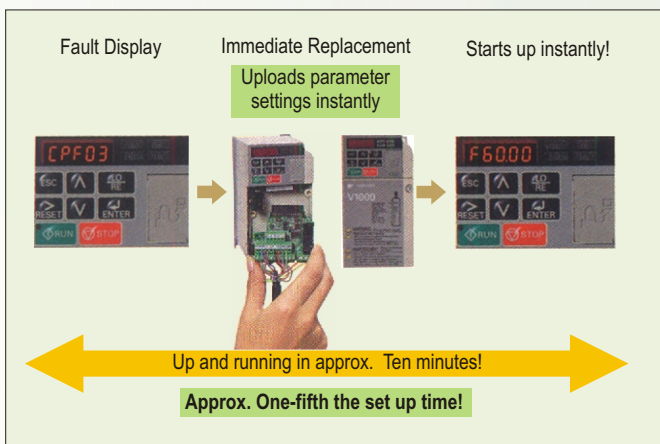 Fault Display
Immediate Replacement
Starts up instantly!
Uploads parameter
settings instantly
CPF03
F60.00
V1000
ESC
LO
RE
RESET
ENTER
RUN
STOP
ESC
LO
RE
RESET
ENTER
RUN
STOP
Up and running in approx. Ten minutes!
Approx. One-fifth the set up time!